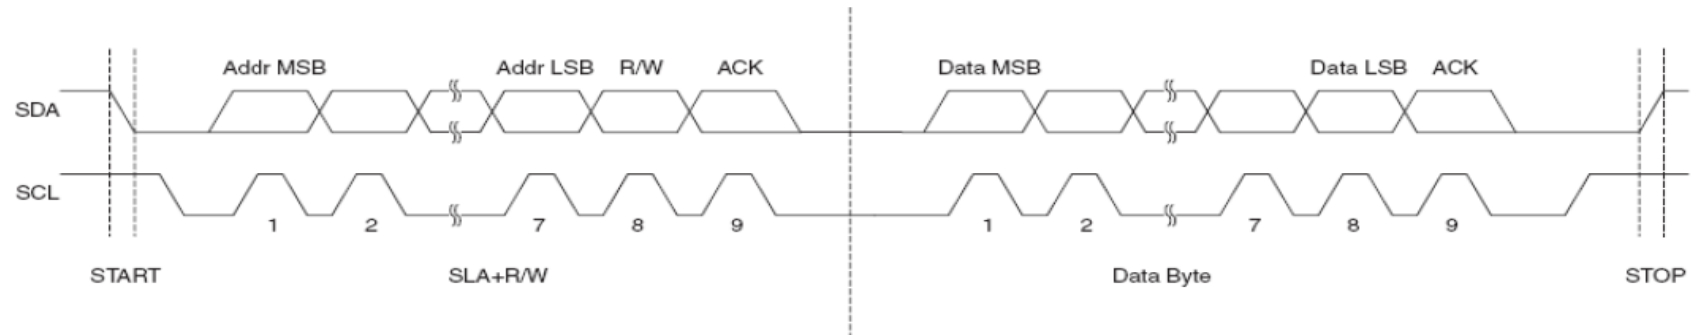 Addr MSB Addr LSB R/W ACK Data MSB Data LSB ACK
SDA
SCL
1 2 7 8 9 1 2 7 8 9
START SLA+R/W Data Byte STOP